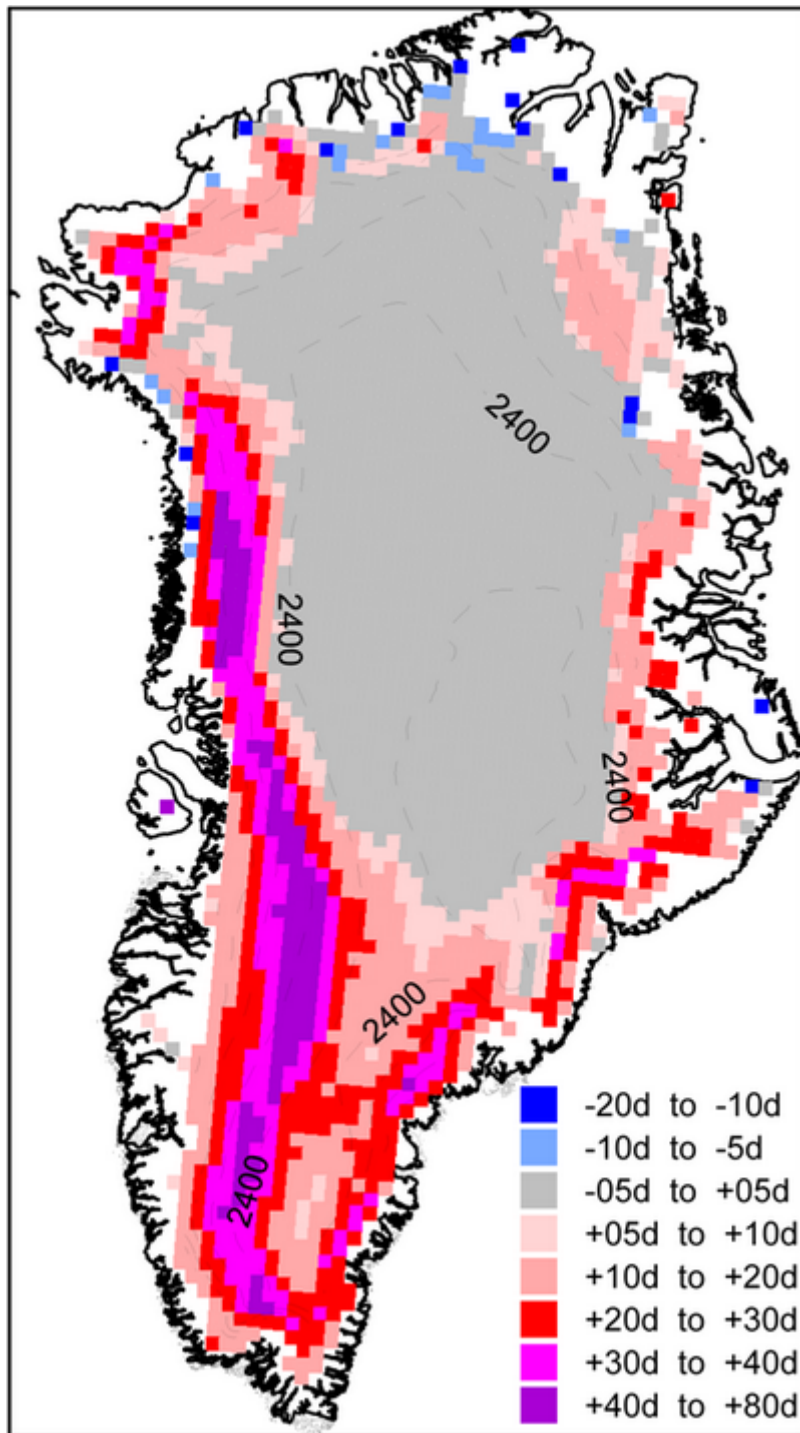 2400
2400
2400
2400
2400
-20d to -10d
-10d to -5d
-05d to +05d
+05d to +10d
+10d to +20d
+20d to +30d
+30d to +40d
+40d to +80d